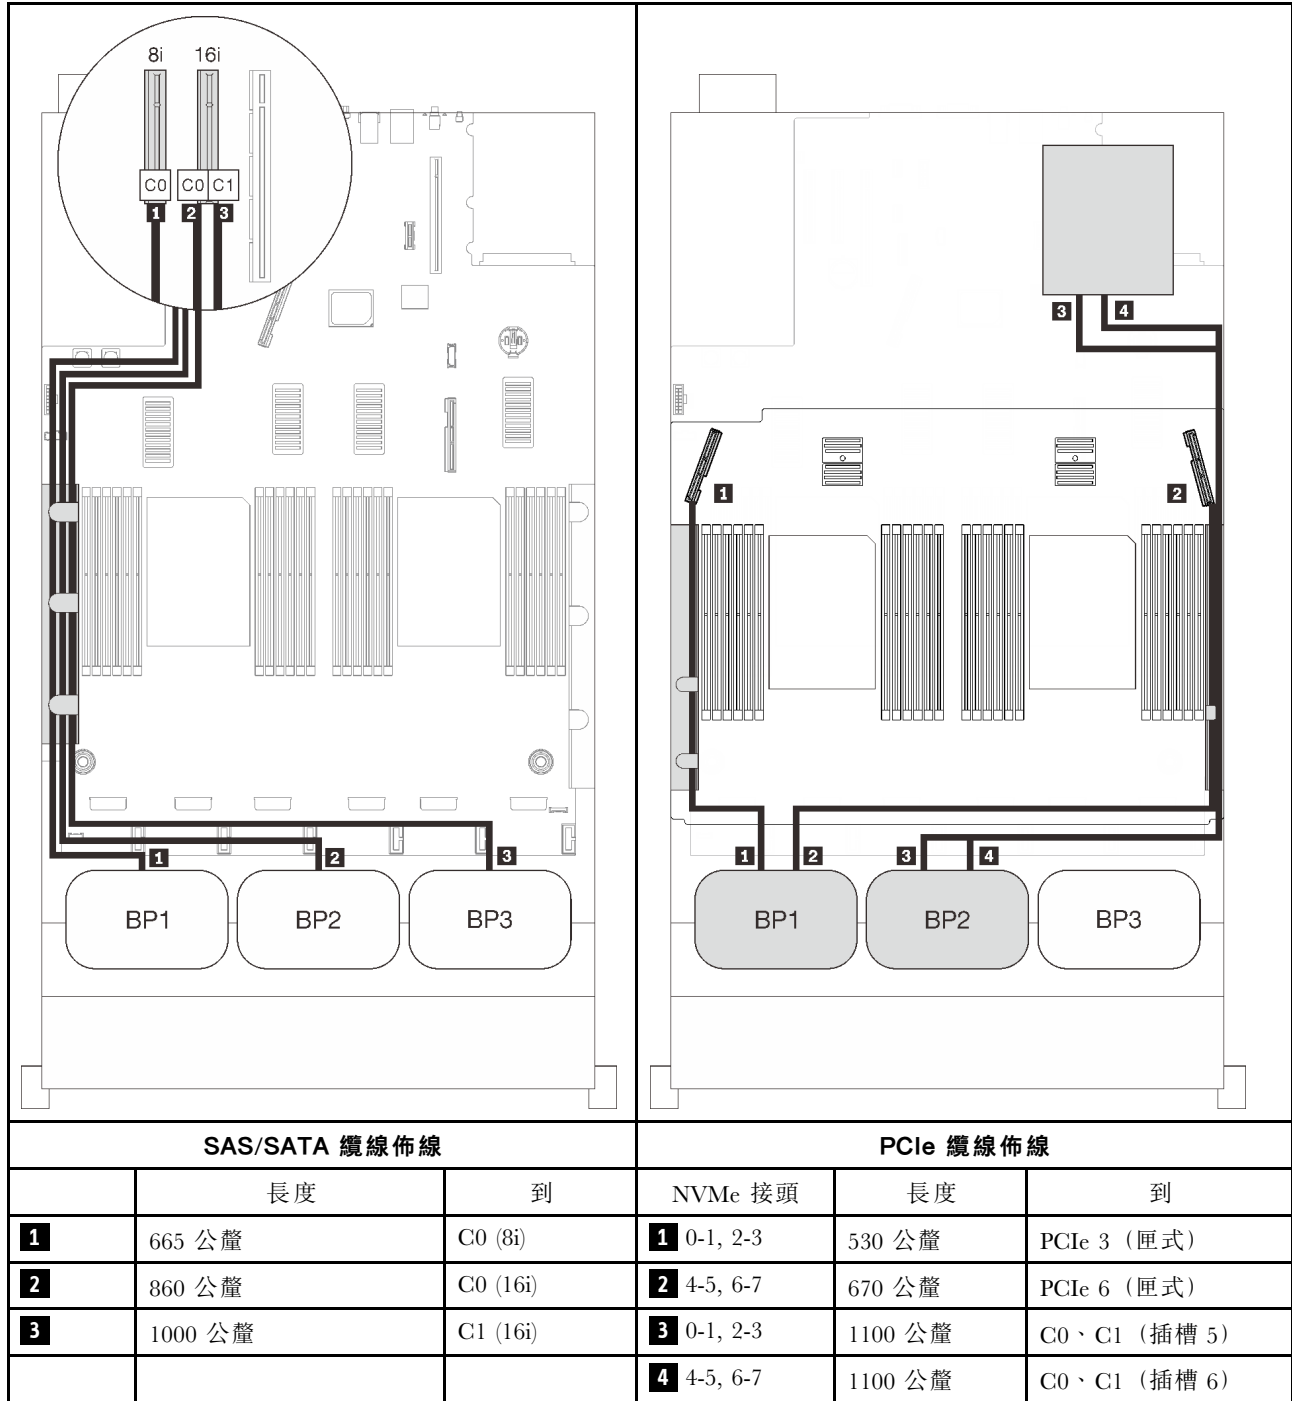 8i 16i
C0 C0 C1
1 2 3
1 2 3
BP1 BP2 BP3
3 4
1 2
1 2 3 4
BP1 BP2 BP3
SAS/SATA 纜線佈線 PCIe 纜線佈線
長度 到 NVMe 接頭 長度 到
1 665 公釐 C0 (8i) 1 0-1, 2-3 530 公釐 PCIe 3（匣式）
2 860 公釐 C0 (16i) 2 4-5, 6-7 670 公釐 PCIe 6（匣式）
3 1000 公釐 C1 (16i) 3 0-1, 2-3 1100 公釐 C0、C1（插槽 5）
4 4-5, 6-7 1100 公釐 C0、C1（插槽 6）